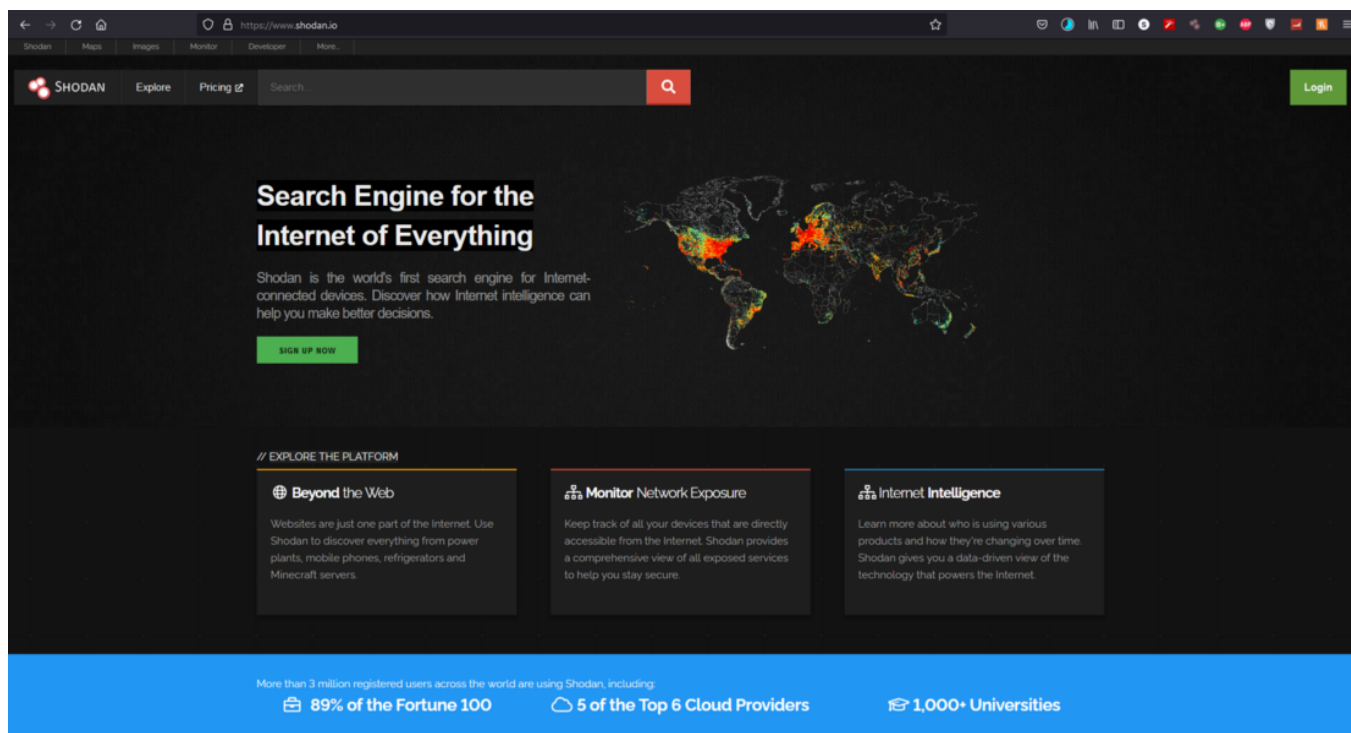 https://www.shodan.io
Shodan Maps Images Monitor Developer More...
SHODAN Explore Pricing Search... Login
Search Engine for the
Internet of Everything
Shodan is the world's first search engine for Internet-
connected devices. Discover how Internet intelligence can
help you make better decisions.
SIGN UP NOW
// EXPLORE THE PLATFORM
Beyond the Web
Websites are just one part of the Internet. Use
Shodan to discover everything from power
plants, mobile phones, refrigerators and
Minecraft servers.
Monitor Network Exposure
Keep track of all your devices that are directly
accessible from the Internet. Shodan provides
a comprehensive view of all exposed services
to help you stay secure.
Internet Intelligence
Learn more about who is using various
products and how they're changing over time.
Shodan gives you a data-driven view of the
technology that powers the Internet.
More than 3 million registered users across the world are using Shodan, including:
89% of the Fortune 100
5 of the Top 6 Cloud Providers
1,000+ Universities